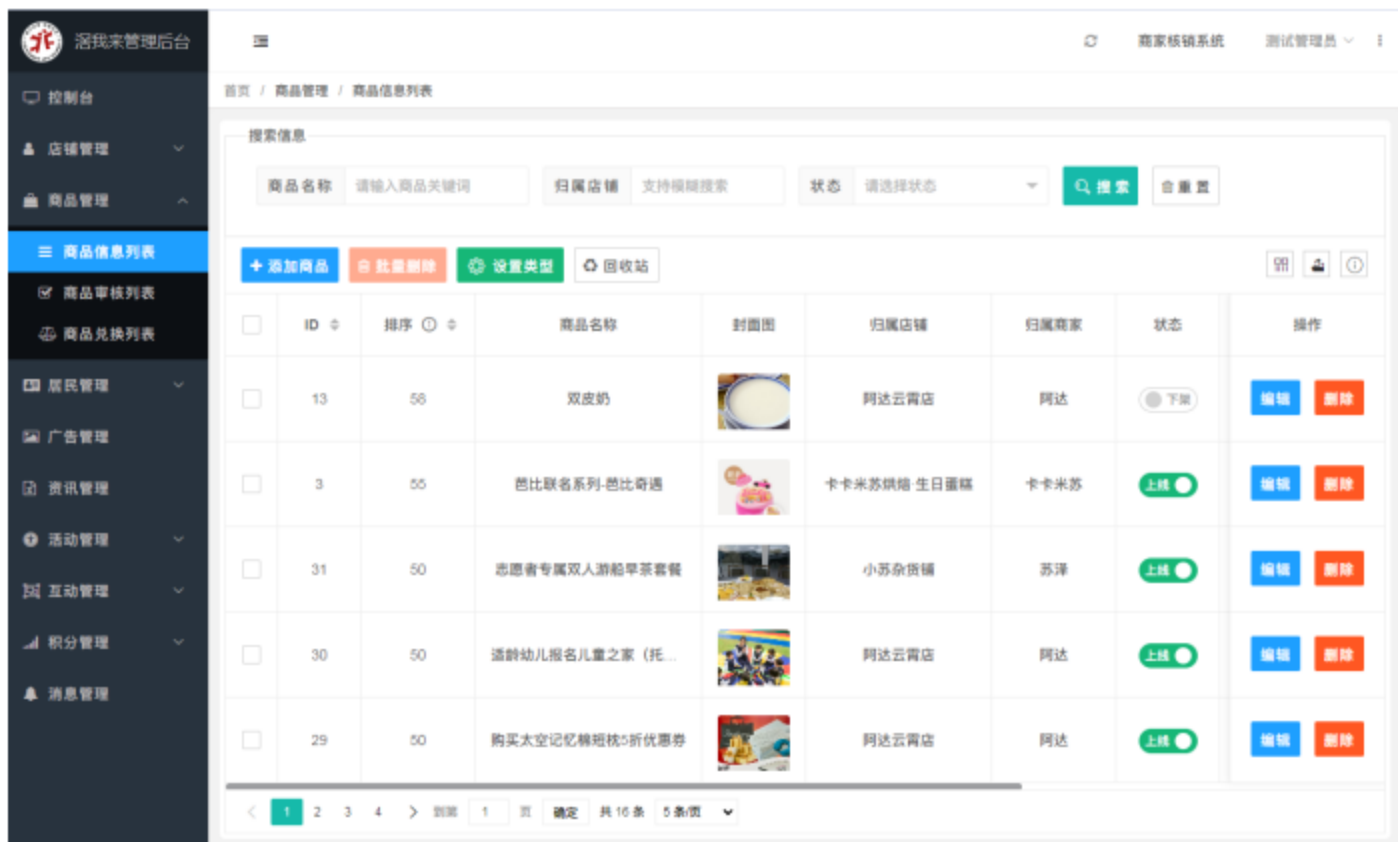 滘我来管理后台
商家核销系统 测试管理员
首页 / 商品管理 / 商品信息列表
控制台
店铺管理
商品管理
商品信息列表
商品审核列表
商品兑换列表
居民管理
广告管理
资讯管理
活动管理
互动管理
积分管理
消息管理
搜索信息
商品名称 请输入商品关键词 归属店铺 支持模糊搜索 状态 请选择状态 搜索 重置
添加商品 批量删除 设置类型 回收站
ID 排序 商品名称 封面图 归属店铺 归属商家 状态 操作
13 56 双皮奶 阿达云霄店 阿达 下架 编辑 删除
3 55 芭比联名系列-芭比奇遇 卡卡米苏烘焙·生日蛋糕 卡卡米苏 上线 编辑 删除
31 50 志愿者专属双人游船早茶套餐 小苏杂货铺 苏泽 上线 编辑 删除
30 50 适龄幼儿报名儿童之家（托... 阿达云霄店 阿达 上线 编辑 删除
29 50 购买太空记忆棉短枕5折优惠券 阿达云霄店 阿达 上线 编辑 删除
1 2 3 4 到第 1 页 确定 共 16 条 5 条/页